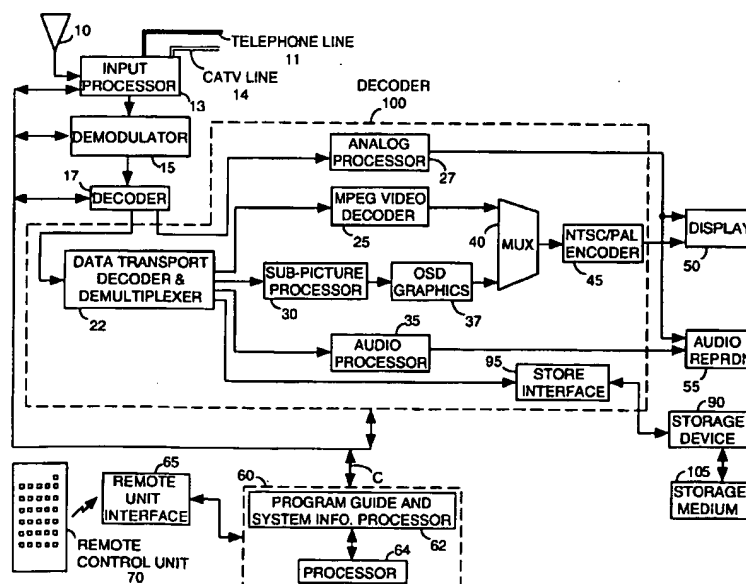 10
TELEPHONE LINE
11
CATV LINE
14
INPUT
PROCESSOR
13
DECODER
100
DEMODULATOR
15
ANALOG
PROCESSOR
27
17
DECODER
MPEG VIDEO
DECODER
25
40
MUX
NTSC/PAL
ENCODER
45
DISPLAY
50
DATA TRANSPORT
DECODER &
DEMULTIPLEXER
22
SUB-PICTURE
PROCESSOR
30
OSD
GRAPHICS
37
35
AUDIO
PROCESSOR
AUDIO
REPRDN
55
95
STORE
INTERFACE
90
STORAGE
DEVICE
105
STORAGE
MEDIUM
C
65
REMOTE
UNIT
INTERFACE
REMOTE
CONTROL UNIT
70
60
PROGRAM GUIDE AND
SYSTEM INFO. PROCESSOR
62
64
PROCESSOR